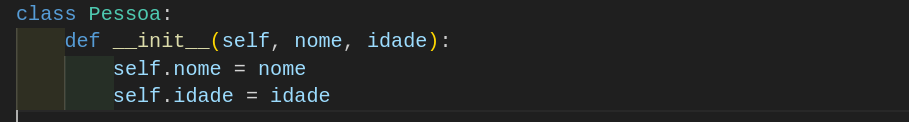 class Pessoa:
    def __init__(self, nome, idade):
        self.nome = nome
        self.idade = idade